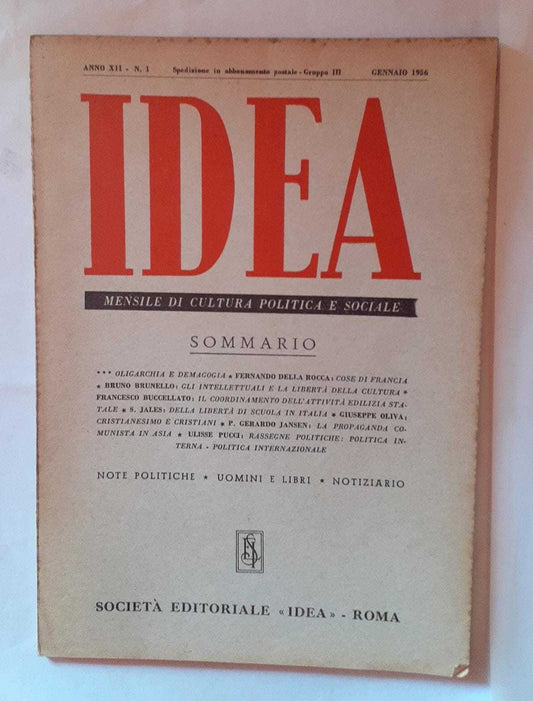 ANNO XII - N. 1 Spedizione in abbonamento postale - Gruppo III GENNAIO 1956
IDEA
MENSILE DI CULTURA POLITICA E SOCIALE
SOMMARIO
*** OLIGARCHIA E DEMAGOGIA ★ FERNANDO DELLA ROCCA: COSE DI FRANCIA
★ BRUNO BRUNELLO: GLI INTELLETTUALI E LA LIBERTÀ DELLA CULTURA ★
FRANCESCO BUCCELLATO: IL COORDINAMENTO DELL'ATTIVITÀ EDILIZIA STA-
TALE ★ S. JALES: DELLA LIBERTÀ DI SCUOLA IN ITALIA ★ GIUSEPPE OLIVA:
CRISTIANESIMO E CRISTIANI ★ P. GERARDO JANSEN: LA PROPAGANDA CO-
MUNISTA IN ASIA ★ ULISSE PUCCI: RASSEGNE POLITICHE: POLITICA IN-
TERNA - POLITICA INTERNAZIONALE
NOTE POLITICHE ★ UOMINI E LIBRI ★ NOTIZIARIO
SOCIETÀ EDITORIALE «IDEA» - ROMA